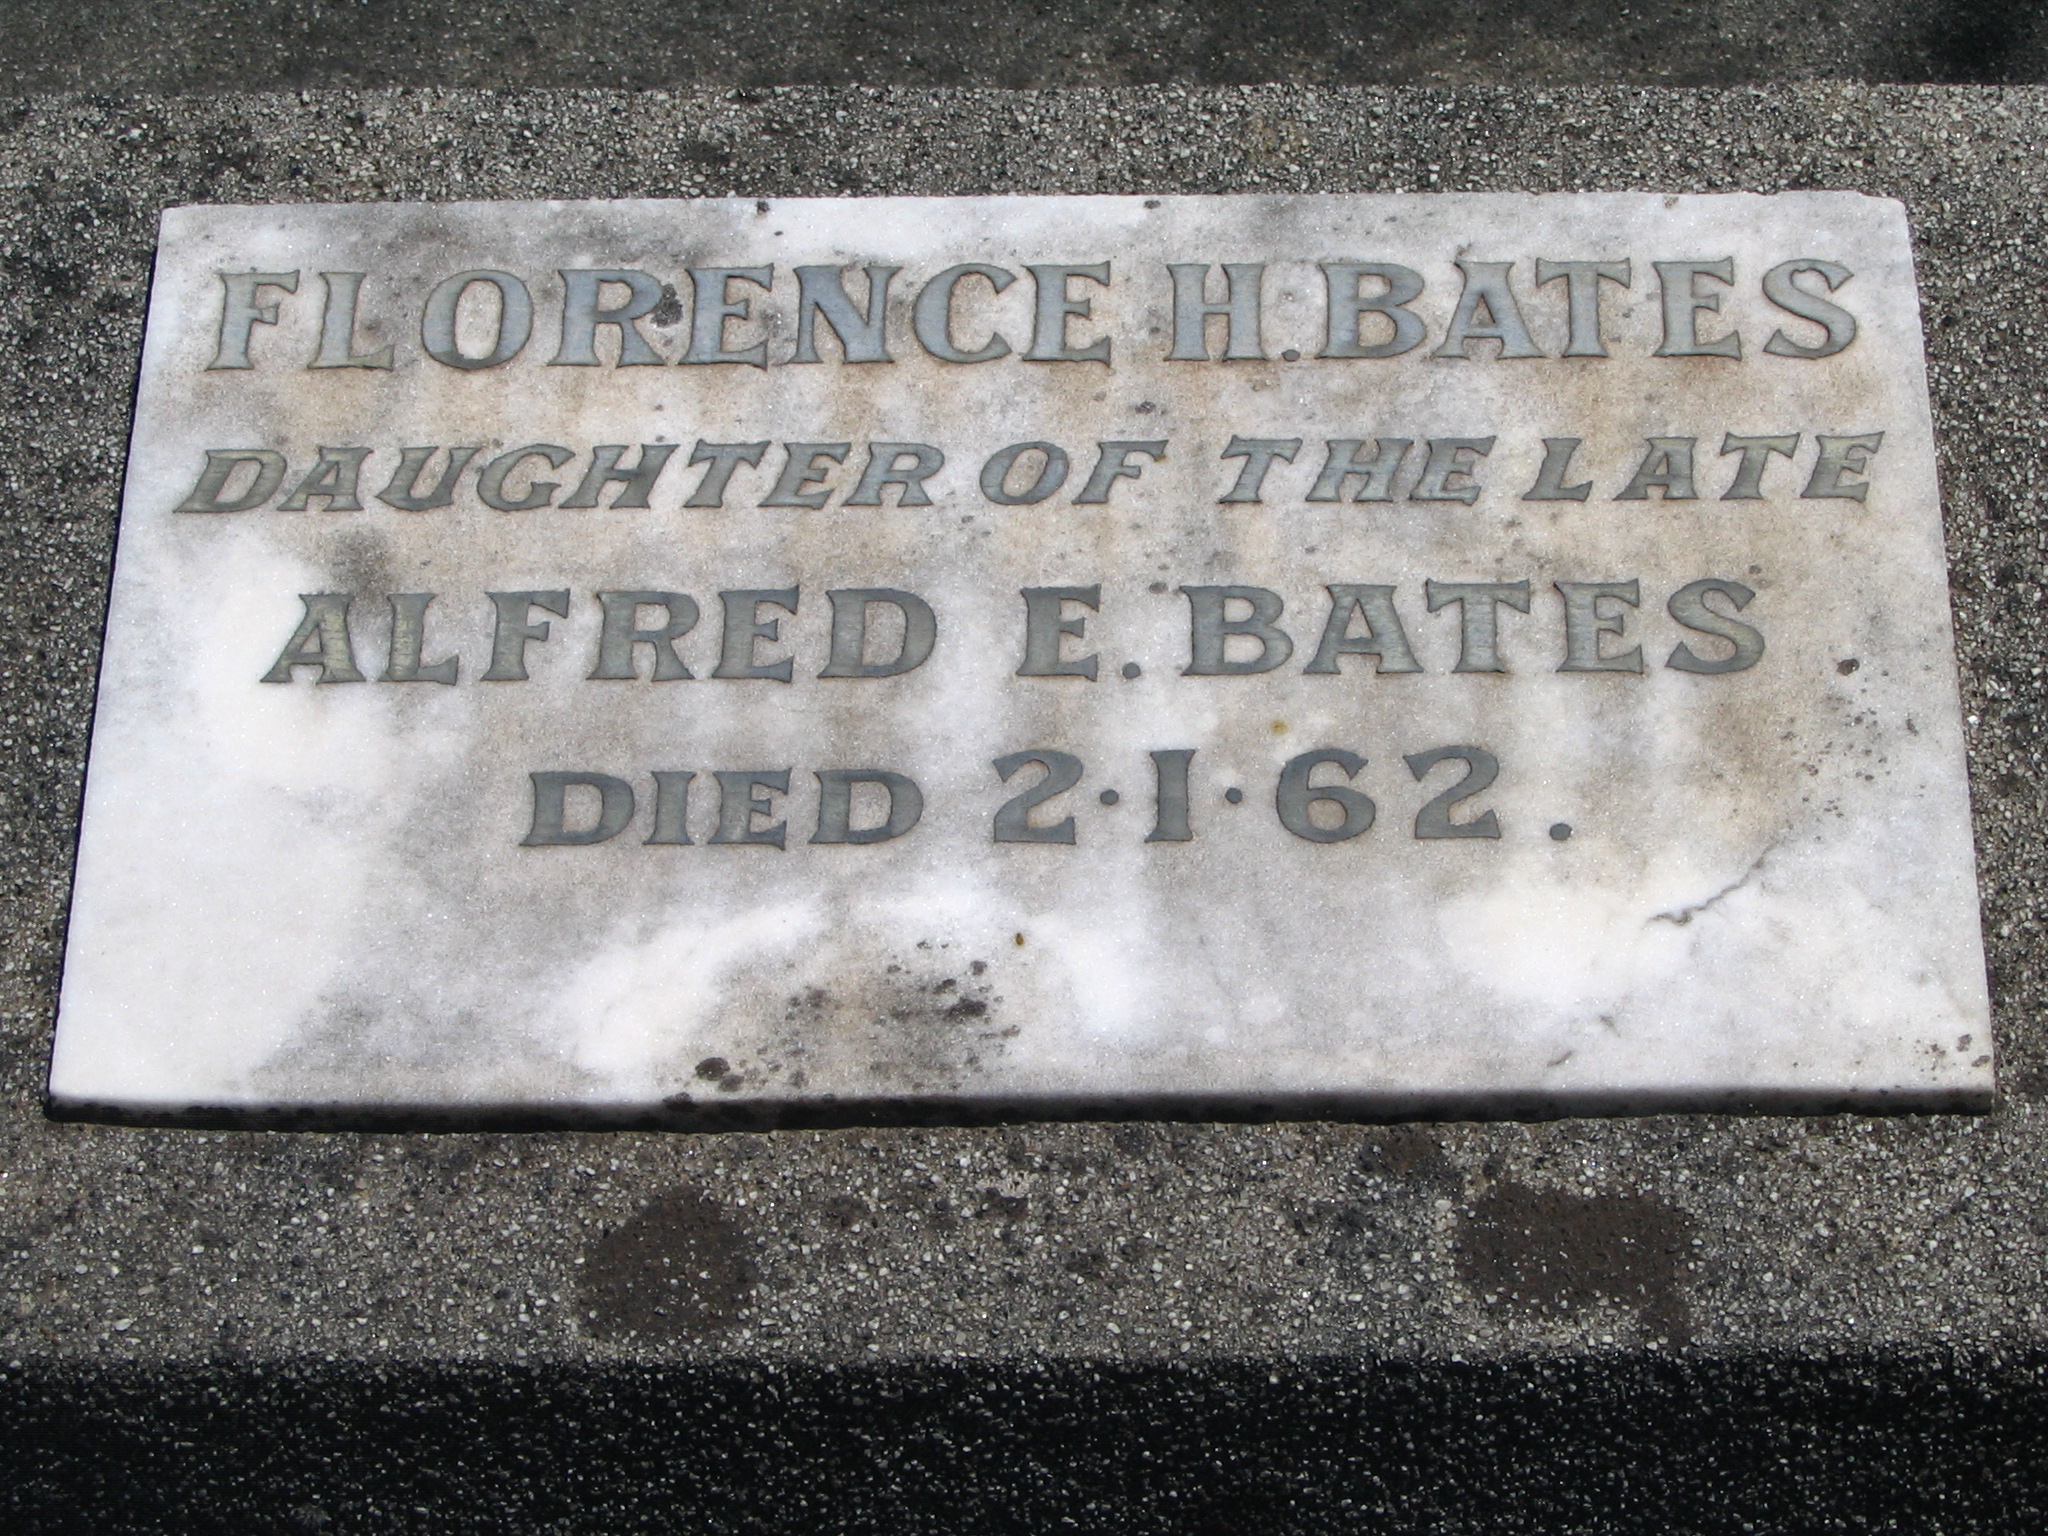 FLORENCE H. BATES
DAUGHTER OF THE LATE
ALFRED E. BATES
DIED 2·1·62.